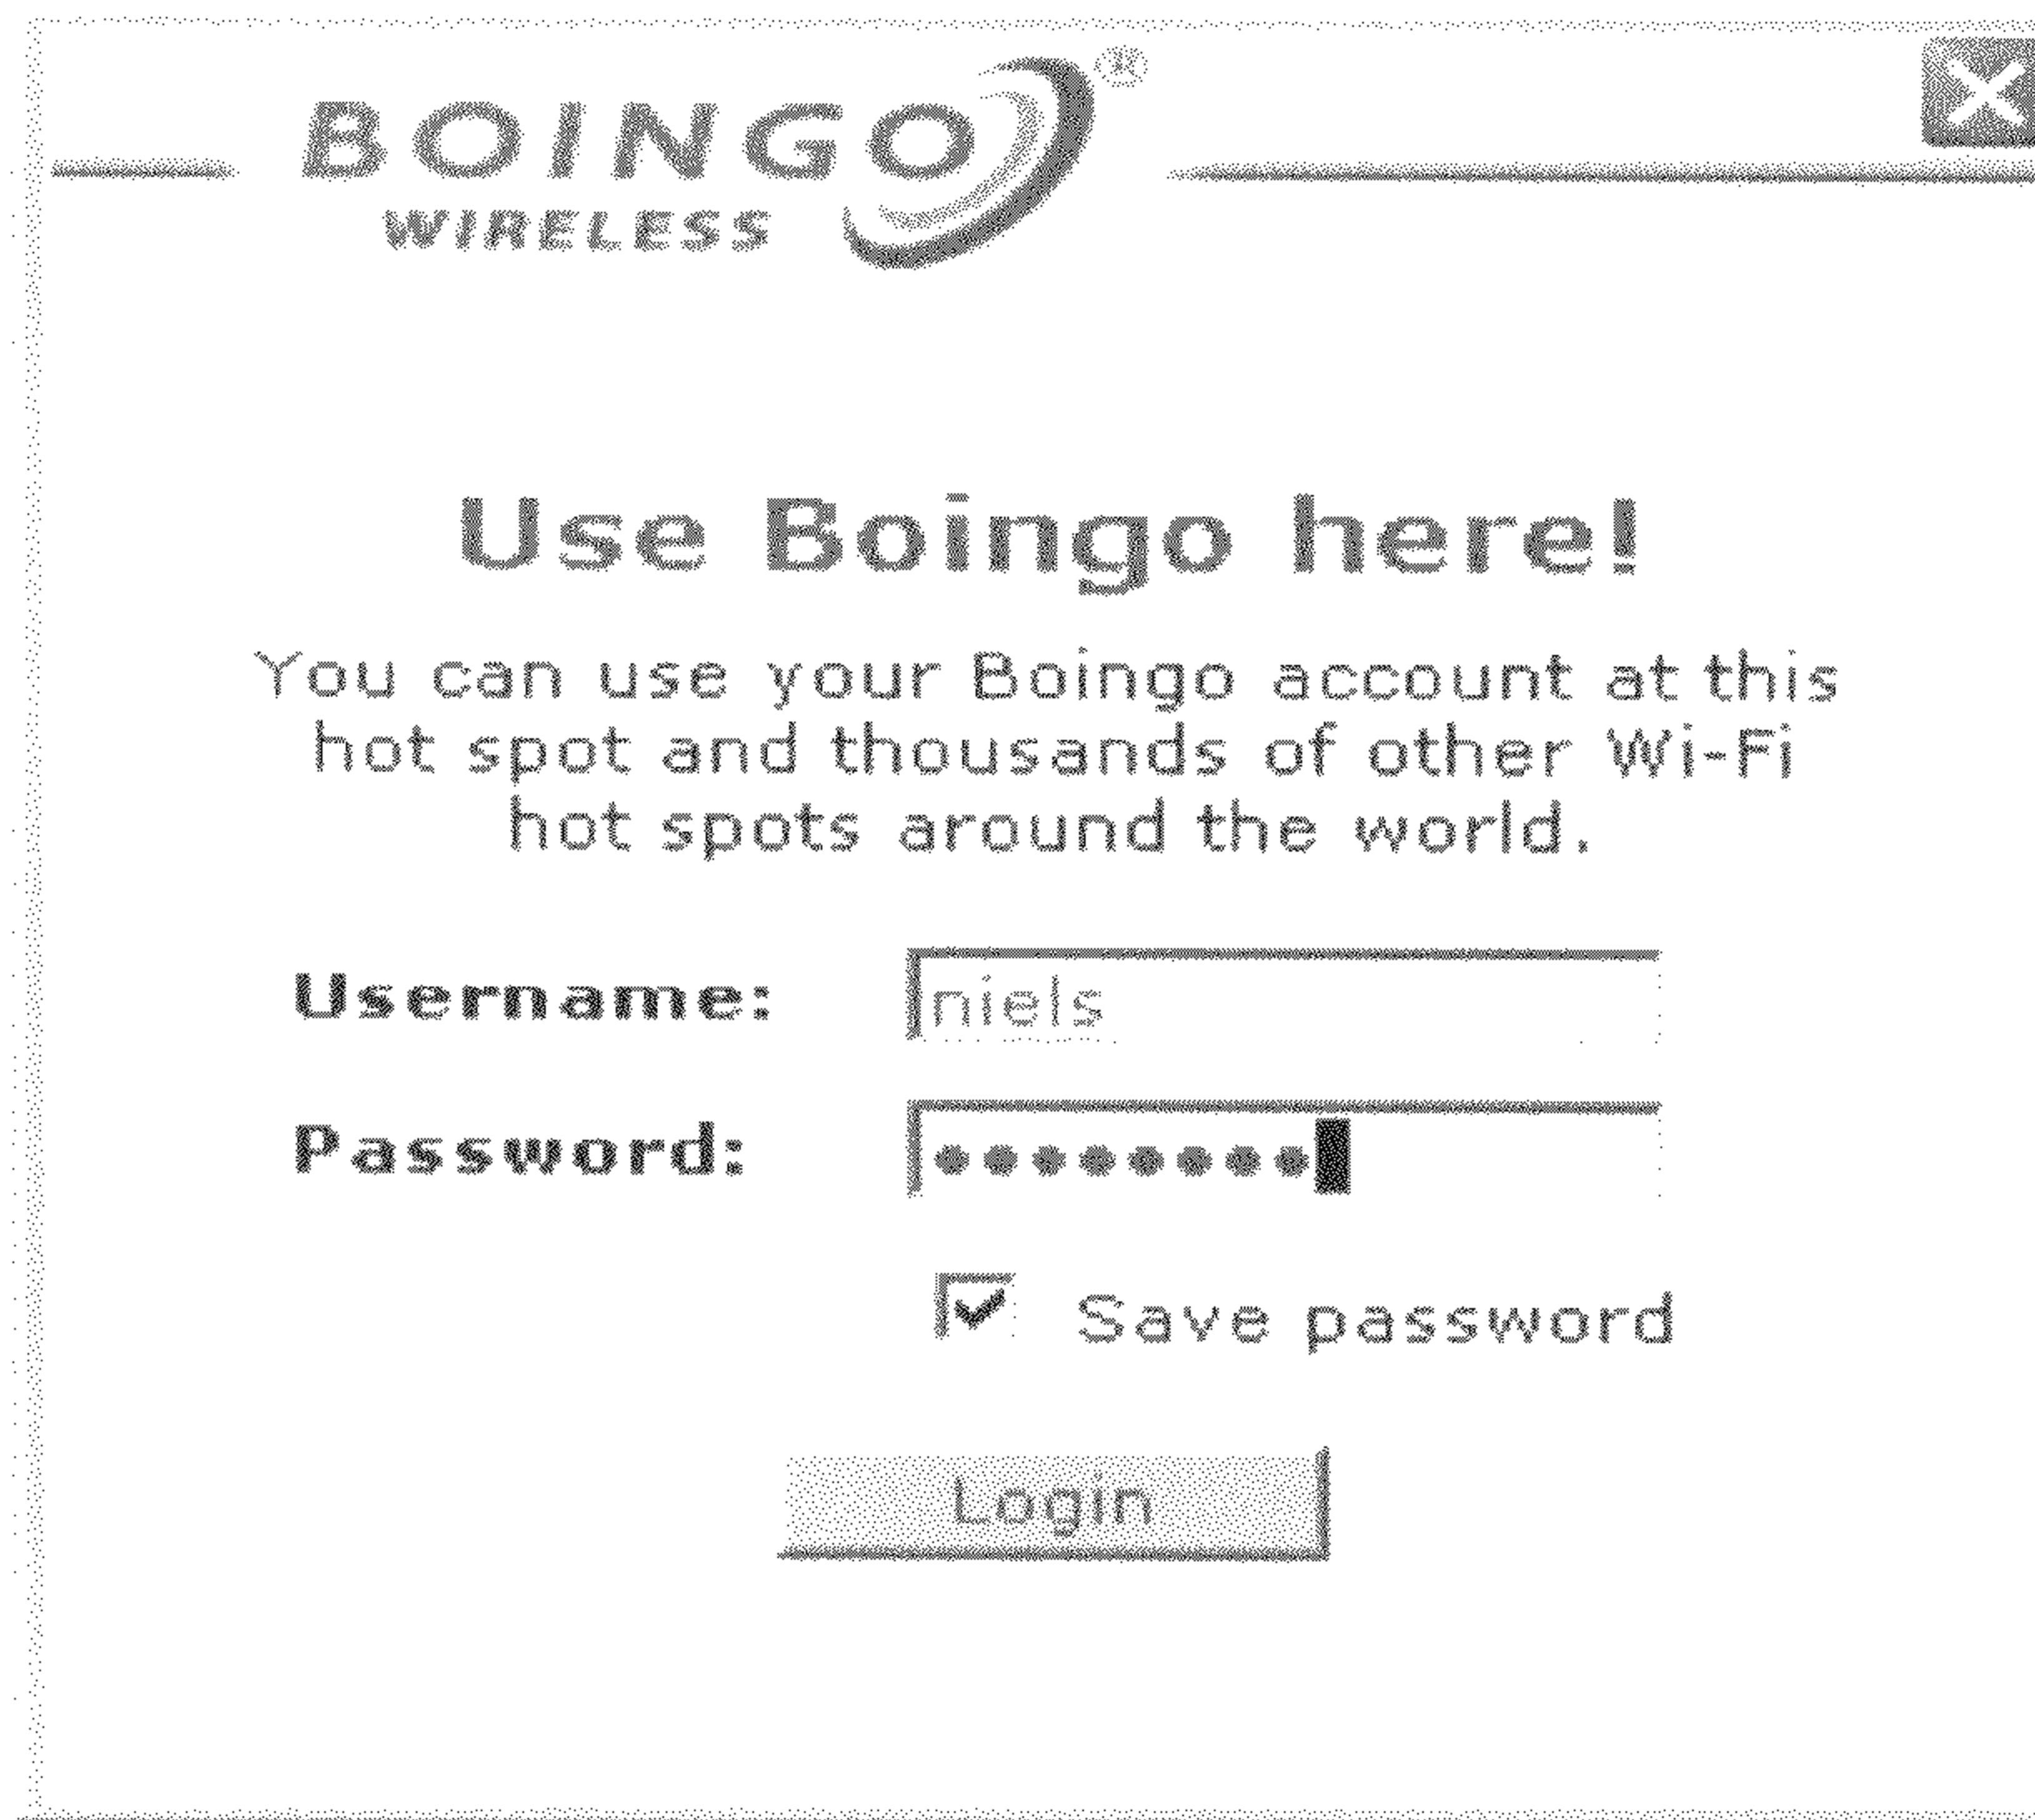 BOINGO®
WIRELESS
Use Boingo here!
You can use your Boingo account at this
hot spot and thousands of other Wi-Fi
hot spots around the world.
Username: niels
Password: ••••••••
Save password
Login